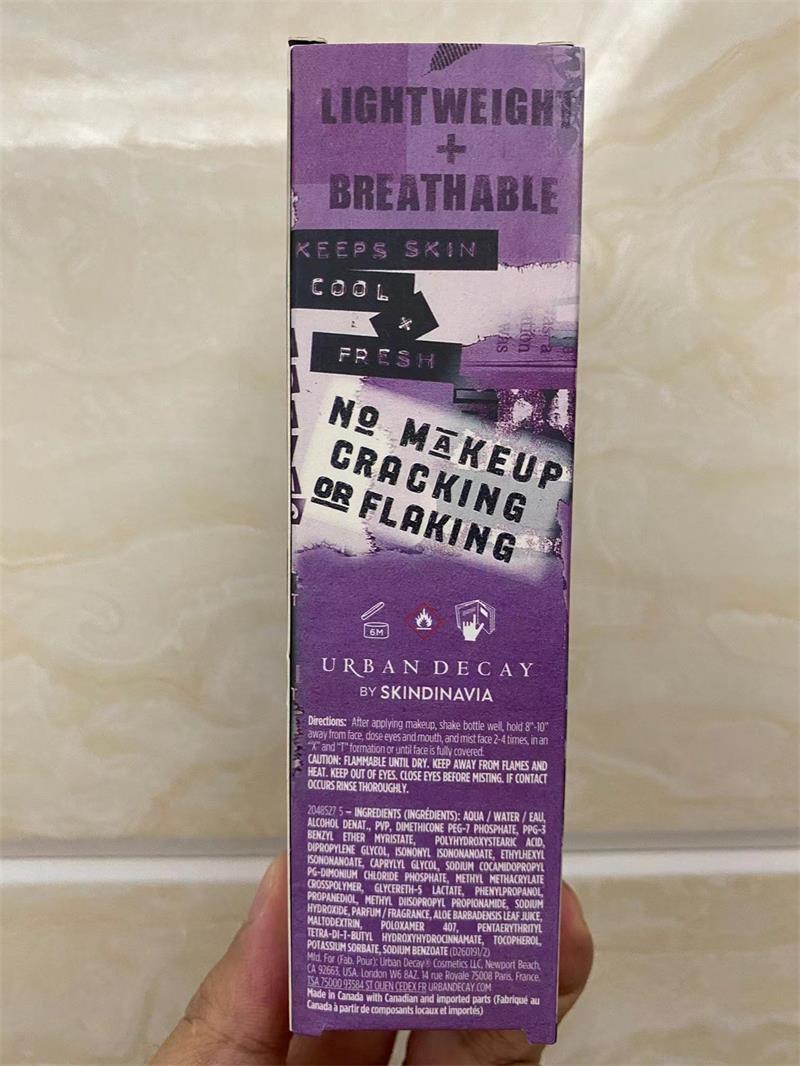 LIGHTWEIGHT
+
BREATHABLE
KEEPS SKIN
COOL
×
FRESH
NO MAKEUP
CRACKING
OR FLAKING
6M
URBAN DECAY
BY SKINDINAVIA
Directions: After applying makeup, shake bottle well, hold 8"-10"
away from face, close eyes and mouth, and mist face 2-4 times, in an
"X" and "T" formation or until face is fully covered.
CAUTION: FLAMMABLE UNTIL DRY. KEEP AWAY FROM FLAMES AND
HEAT. KEEP OUT OF EYES. CLOSE EYES BEFORE MISTING. IF CONTACT
OCCURS RINSE THOROUGHLY.
2048527 5 – INGREDIENTS (INGRÉDIENTS): AQUA / WATER / EAU,
ALCOHOL DENAT., PVP, DIMETHICONE PEG-7 PHOSPHATE, PPG-3
BENZYL ETHER MYRISTATE, POLYHYDROXYSTEARIC ACID,
DIPROPYLENE GLYCOL, ISONONYL ISONONANOATE, ETHYLHEXYL
ISONONANOATE, CAPRYLYL GLYCOL, SODIUM COCAMIDOPROPYL
PG-DIMONIUM CHLORIDE PHOSPHATE, METHYL METHACRYLATE
CROSSPOLYMER, GLYCERETH-5 LACTATE, PHENYLPROPANOL,
PROPANEDIOL, METHYL DIISOPROPYL PROPIONAMIDE, SODIUM
HYDROXIDE, PARFUM / FRAGRANCE, ALOE BARBADENSIS LEAF JUICE,
MALTODEXTRIN, POLOXAMER 407, PENTAERYTHRITYL
TETRA-DI-T-BUTYL HYDROXYHYDROCINNAMATE, TOCOPHEROL,
POTASSIUM SORBATE, SODIUM BENZOATE (D260191/2)
Mfd. For (Fab. Pour): Urban Decay® Cosmetics LLC, Newport Beach,
CA 92663, USA. London W6 8AZ. 14 rue Royale 75008 Paris, France.
TSA 75000 93584 ST OUEN CEDEX FR URBANDECAY.COM
Made in Canada with Canadian and imported parts (Fabriqué au
Canada à partir de composants locaux et importés)